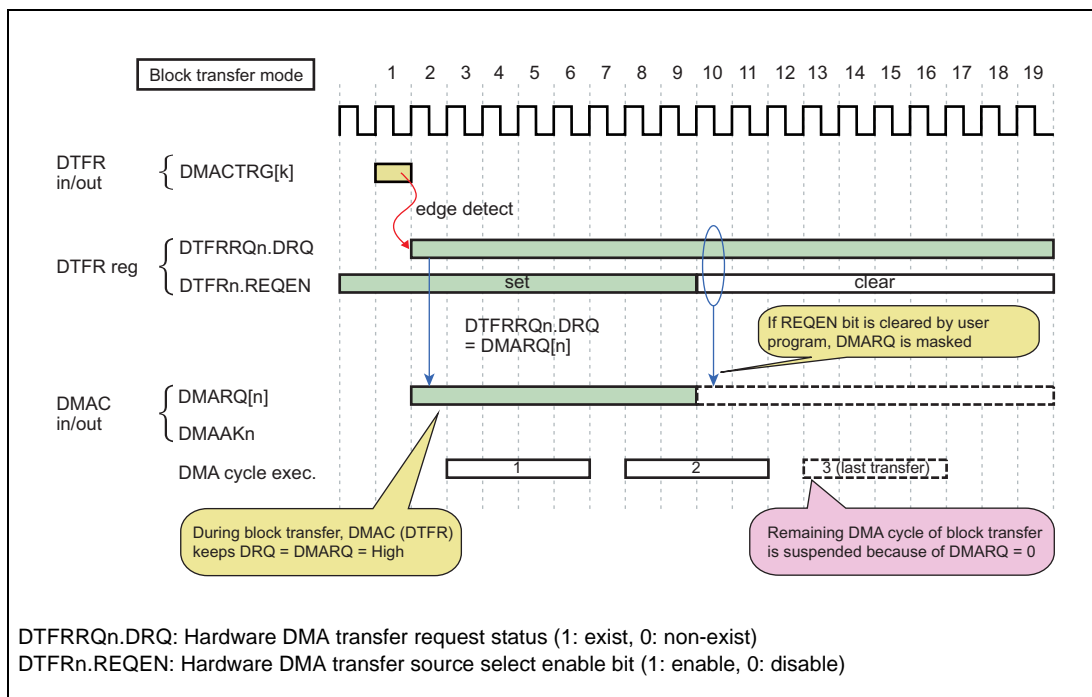 Block transfer mode
1 2 3 4 5 6 7 8 9 10 11 12 13 14 15 16 17 18 19
DTFR
in/out
DMACTRG[k]
edge detect
DTFR reg
DTFRRQn.DRQ
DTFRn.REQEN
set
clear
DTFRRQn.DRQ
= DMARQ[n]
If REQEN bit is cleared by user
program, DMARQ is masked
DMAC
in/out
DMARQ[n]
DMAAKn
DMA cycle exec.
1
2
3 (last transfer)
During block transfer, DMAC (DTFR)
keeps DRQ = DMARQ = High
Remaining DMA cycle of block transfer
is suspended because of DMARQ = 0
DTFRRQn.DRQ: Hardware DMA transfer request status (1: exist, 0: non-exist)
DTFRn.REQEN: Hardware DMA transfer source select enable bit (1: enable, 0: disable)